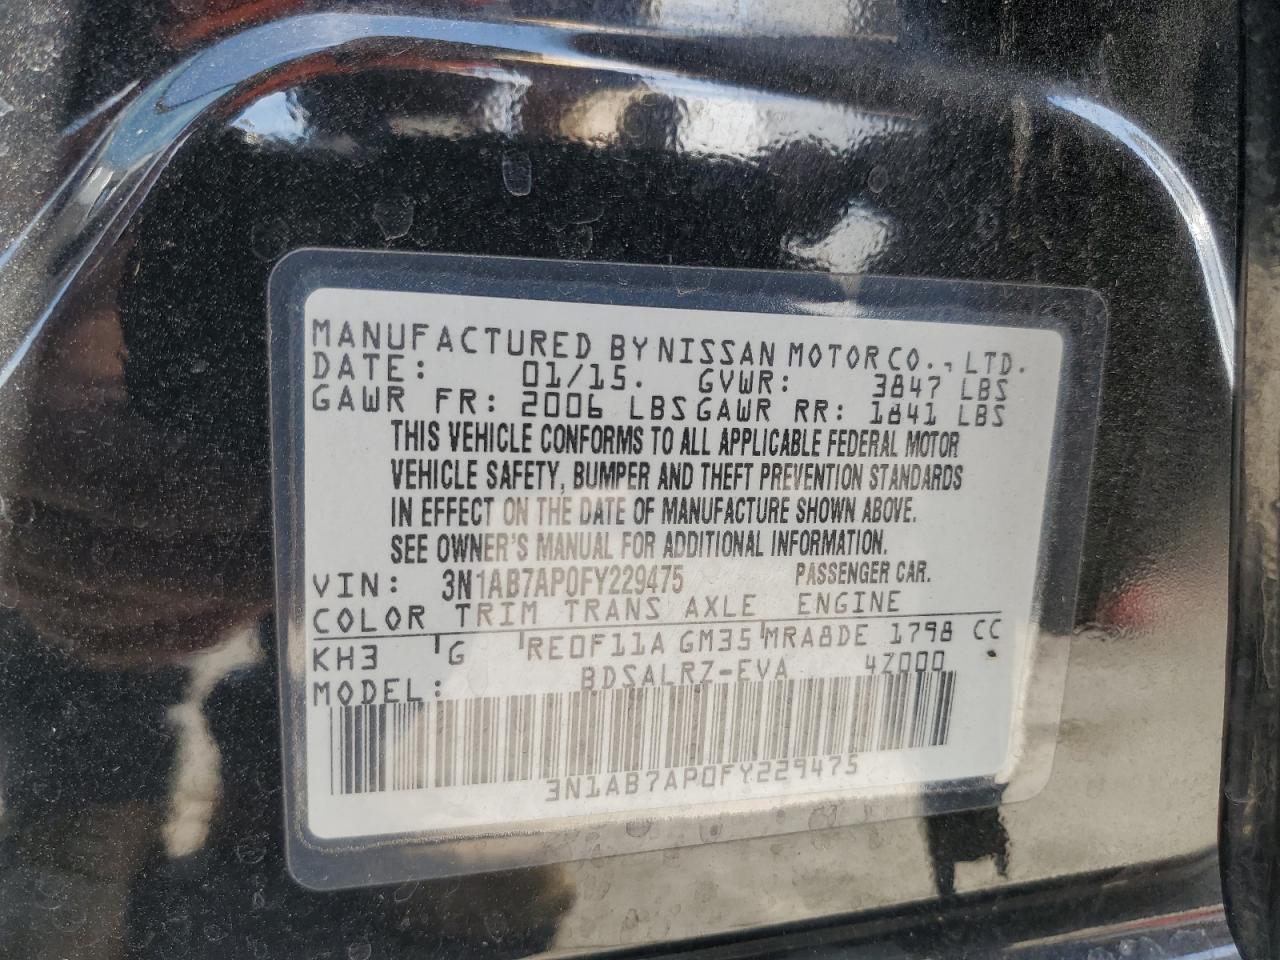 MANUFACTURED BY NISSAN MOTOR CO., LTD.
DATE: 01/15. GVWR: 3847 LBS
GAWR FR: 2006 LBS GAWR RR: 1841 LBS
THIS VEHICLE CONFORMS TO ALL APPLICABLE FEDERAL MOTOR
VEHICLE SAFETY, BUMPER AND THEFT PREVENTION STANDARDS
IN EFFECT ON THE DATE OF MANUFACTURE SHOWN ABOVE.
SEE OWNER'S MANUAL FOR ADDITIONAL INFORMATION.
VIN: 3N1AB7AP0FY229475 PASSENGER CAR.
COLOR TRIM TRANS AXLE ENGINE
KH3 G RE0F11A GM35 MRA8DE 1798 CC
MODEL: BDSALRZ-EVA 4Z000
3N1AB7AP0FY229475